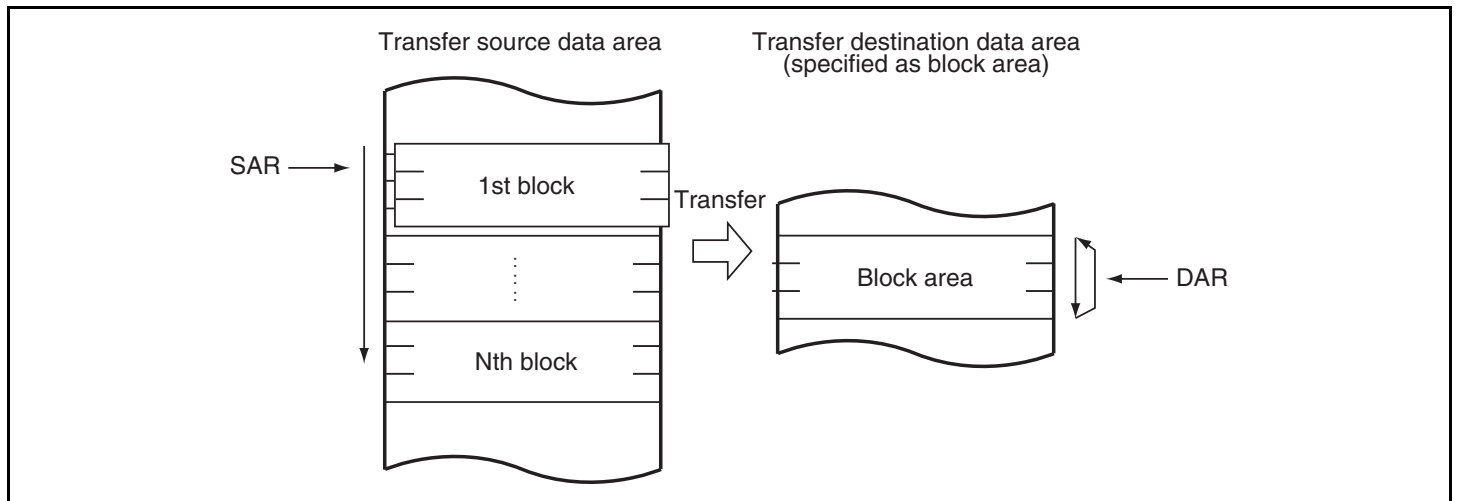 Transfer source data area
Transfer destination data area
(specified as block area)
SAR
1st block
Transfer
Block area
DAR
Nth block